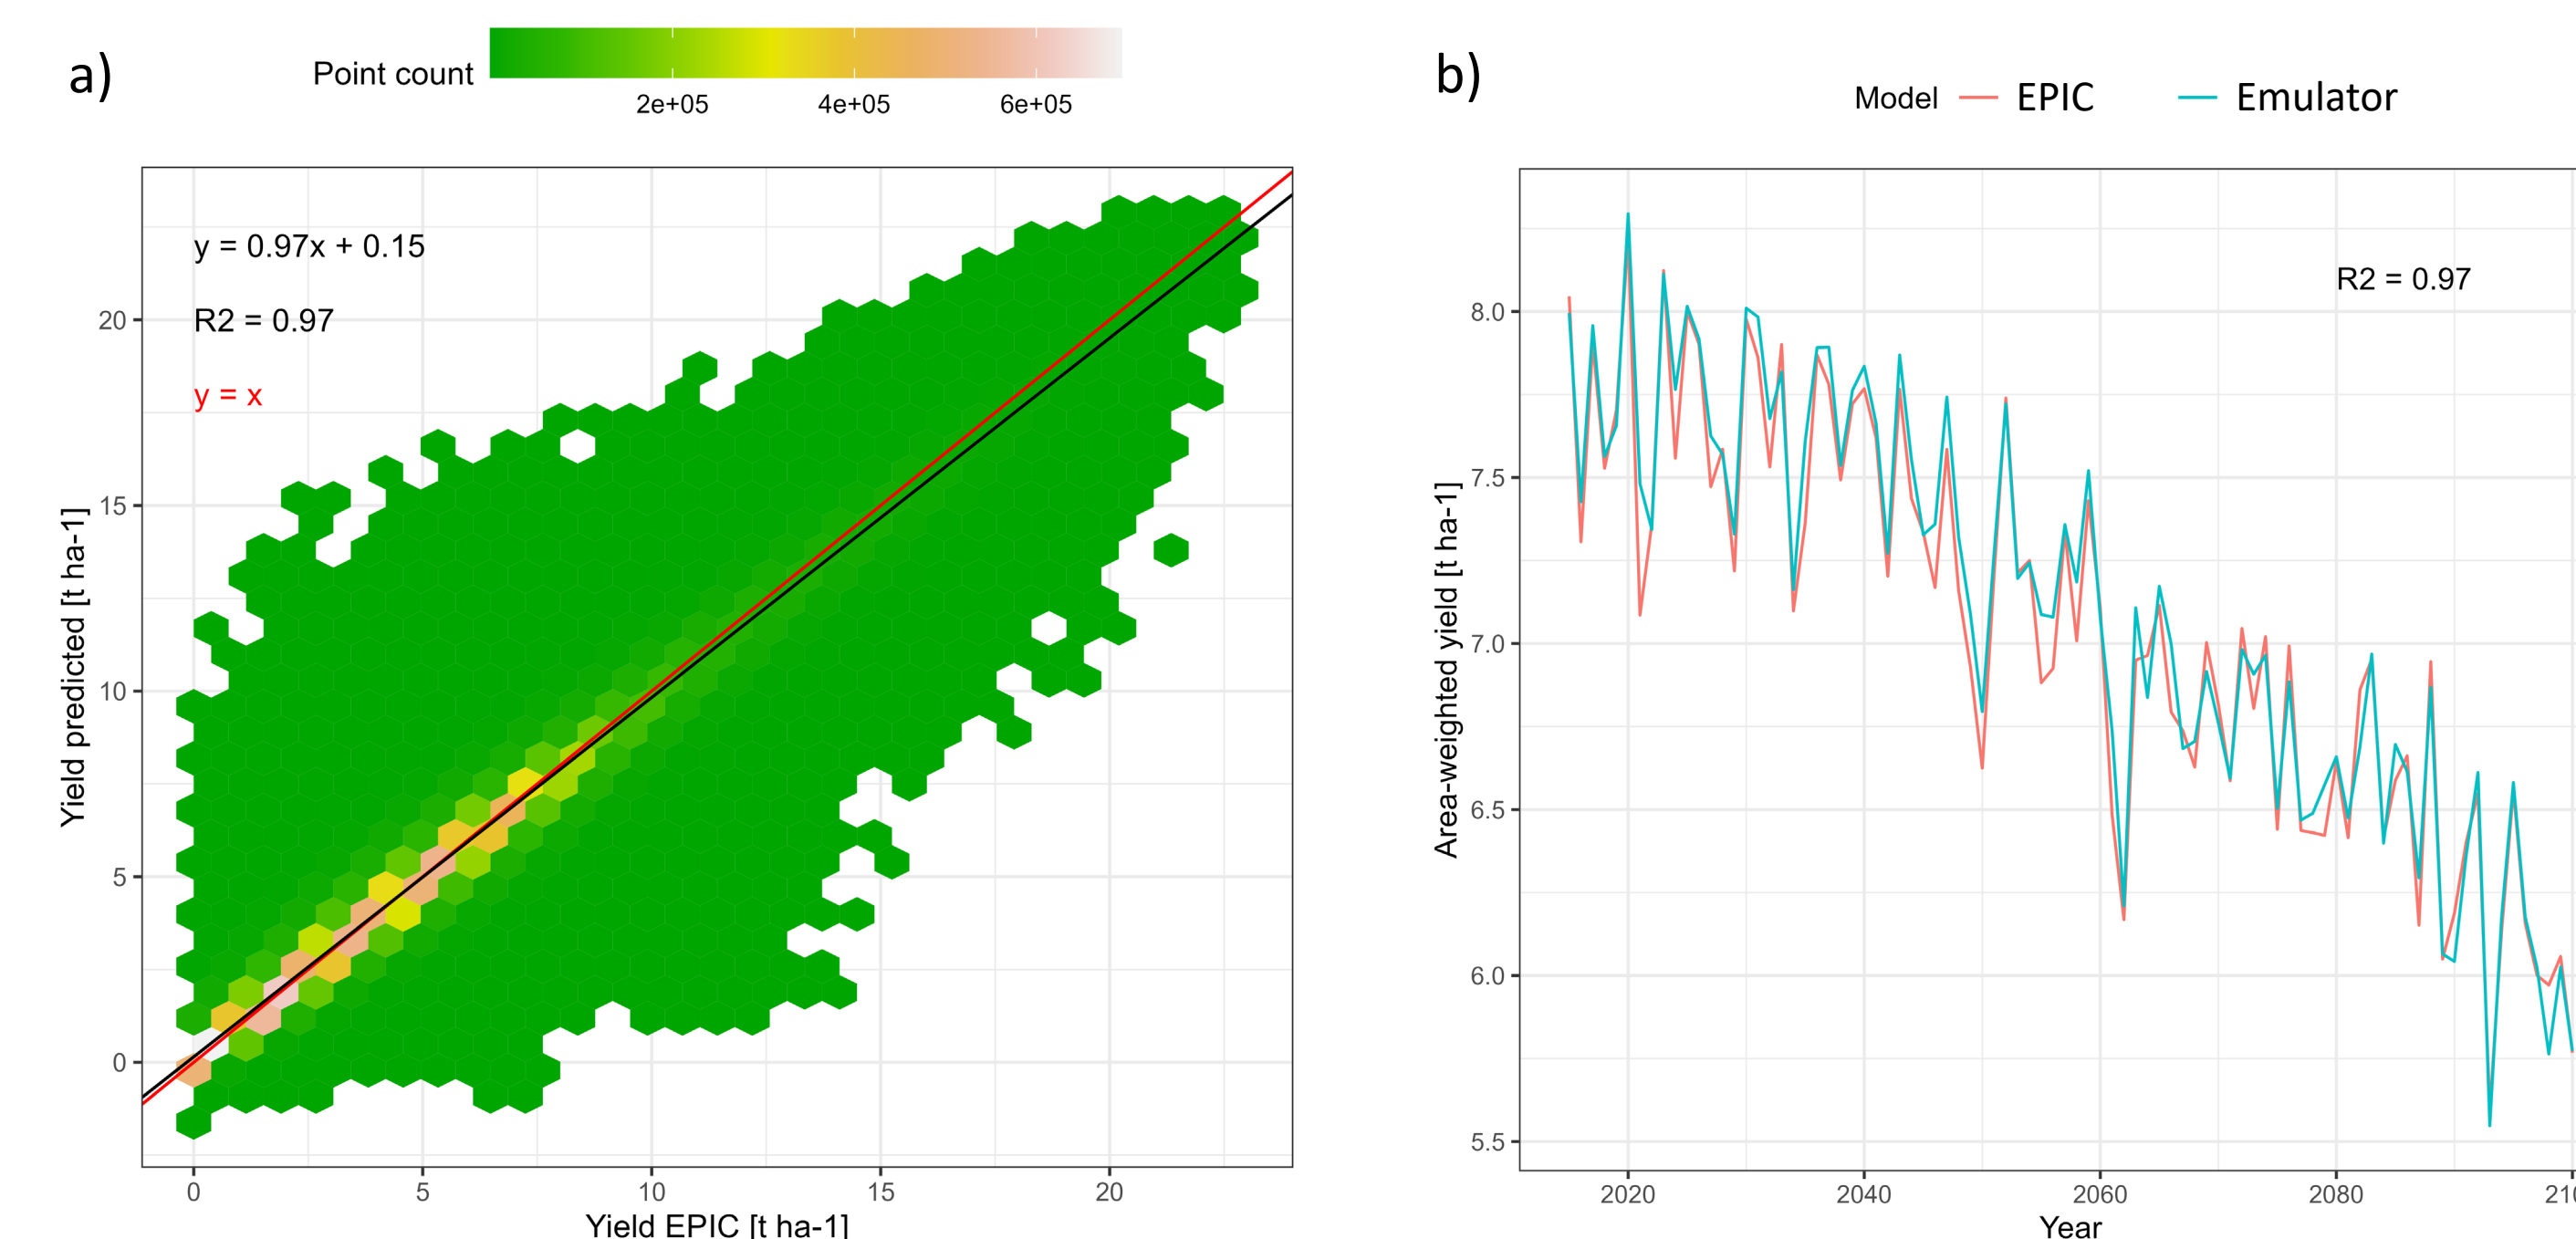 a)
Point count
2e+05 4e+05 6e+05
y = 0.97x + 0.15
R2 = 0.97
y = x
20
15
10
5
0
0 5 10 15 20
Yield predicted [t ha-1]
Yield EPIC [t ha-1]
b)
Model EPIC Emulator
R2 = 0.97
8.0
7.5
7.0
6.5
6.0
5.5
2020 2040 2060 2080 210
Area-weighted yield [t ha-1]
Year